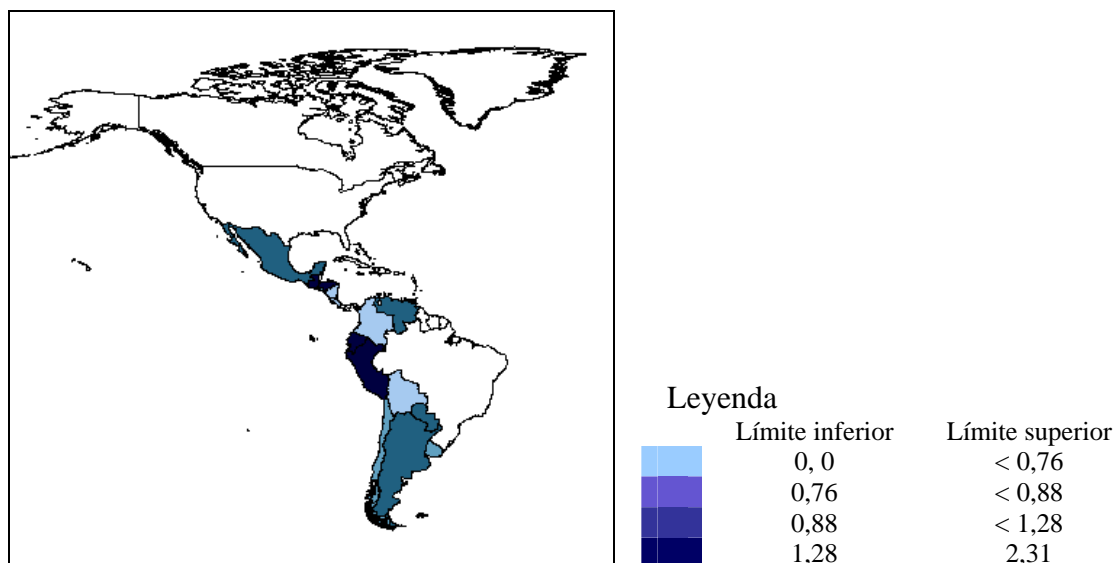 Leyenda
Límite inferior Límite superior
0, 0 < 0,76
0,76 < 0,88
0,88 < 1,28
1,28 2,31